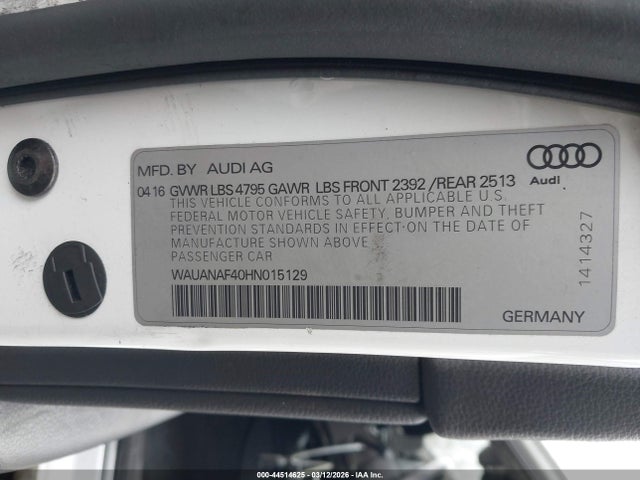 MFD. BY AUDI AG
0416 GVWR LBS 4795 GAWR LBS FRONT 2392 /REAR 2513
THIS VEHICLE CONFORMS TO ALL APPLICABLE U.S.
FEDERAL MOTOR VEHICLE SAFETY, BUMPER AND THEFT
PREVENTION STANDARDS IN EFFECT ON THE DATE OF
MANUFACTURE SHOWN ABOVE
PASSENGER CAR
WAUANAF40HN015129
Audi
1414327
GERMANY
000-44514625 - 03/12/2026 - IAA Inc.